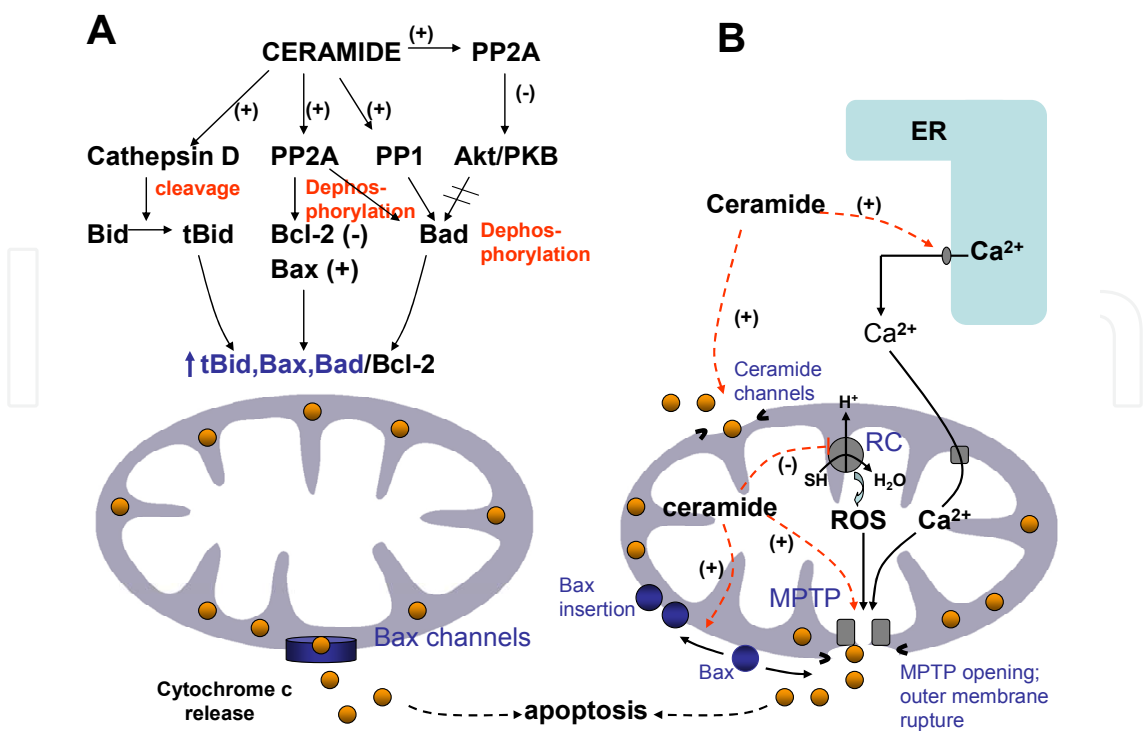 A
CERAMIDE
(+)
PP2A
(+)
(+)
(+)
(-)
Cathepsin D
PP2A
PP1
Akt/PKB
cleavage
Dephos-
phorylation
Bid
tBid
Bcl-2 (-)
Bad
Dephos-
phorylation
Bax (+)
tBid,Bax,Bad/Bcl-2
Bax channels
Cytochrome c
release
apoptosis
B
ER
Ceramide
(+)
Ca2+
(+)
Ca2+
Ceramide
channels
H+
RC
(-)
SH
H2O
ceramide
ROS
Ca2+
(+)
(+)
Bax
insertion
MPTP
Bax
MPTP opening;
outer membrane
rupture